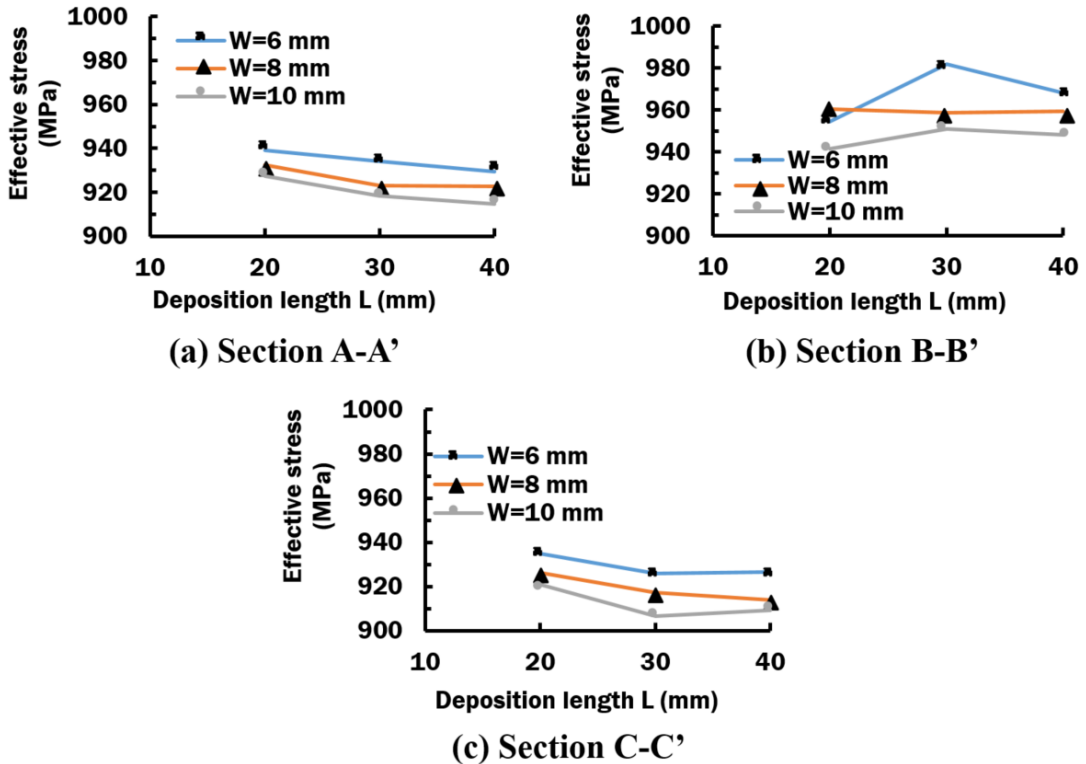 Effective stress
(MPa)
1000
980
960
940
920
900
W=6 mm
W=8 mm
W=10 mm
10 20 30 40
Deposition length L (mm)
(a) Section A-A’
Effective stress
(MPa)
1000
980
960
940
920
900
W=6 mm
W=8 mm
W=10 mm
10 20 30 40
Deposition length L (mm)
(b) Section B-B’
Effective stress
(MPa)
1000
980
960
940
920
900
W=6 mm
W=8 mm
W=10 mm
10 20 30 40
Deposition length L (mm)
(c) Section C-C’